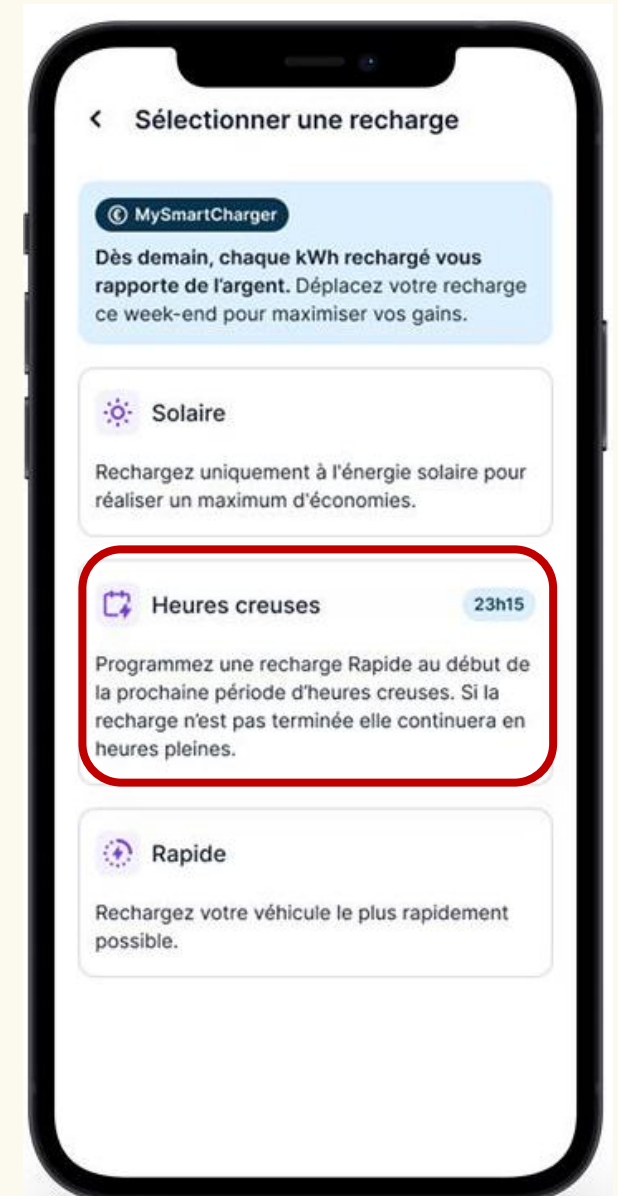 Sélectionner une recharge
MySmartCharger
Dès demain, chaque kWh rechargé vous
rapporte de l'argent. Déplacez votre recharge
ce week-end pour maximiser vos gains.
Solaire
Rechargez uniquement à l'énergie solaire pour
réaliser un maximum d'économies.
Heures creuses 23h15
Programmez une recharge Rapide au début de
la prochaine période d'heures creuses. Si la
recharge n'est pas terminée elle continuera en
heures pleines.
Rapide
Rechargez votre véhicule le plus rapidement
possible.